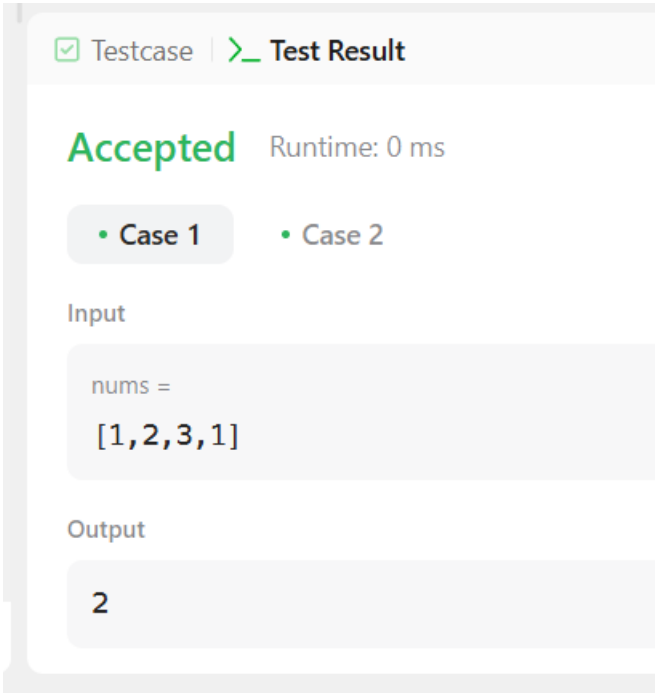 Testcase Test Result
Accepted Runtime: 0 ms
Case 1 Case 2
Input
nums =
[1,2,3,1]
Output
2